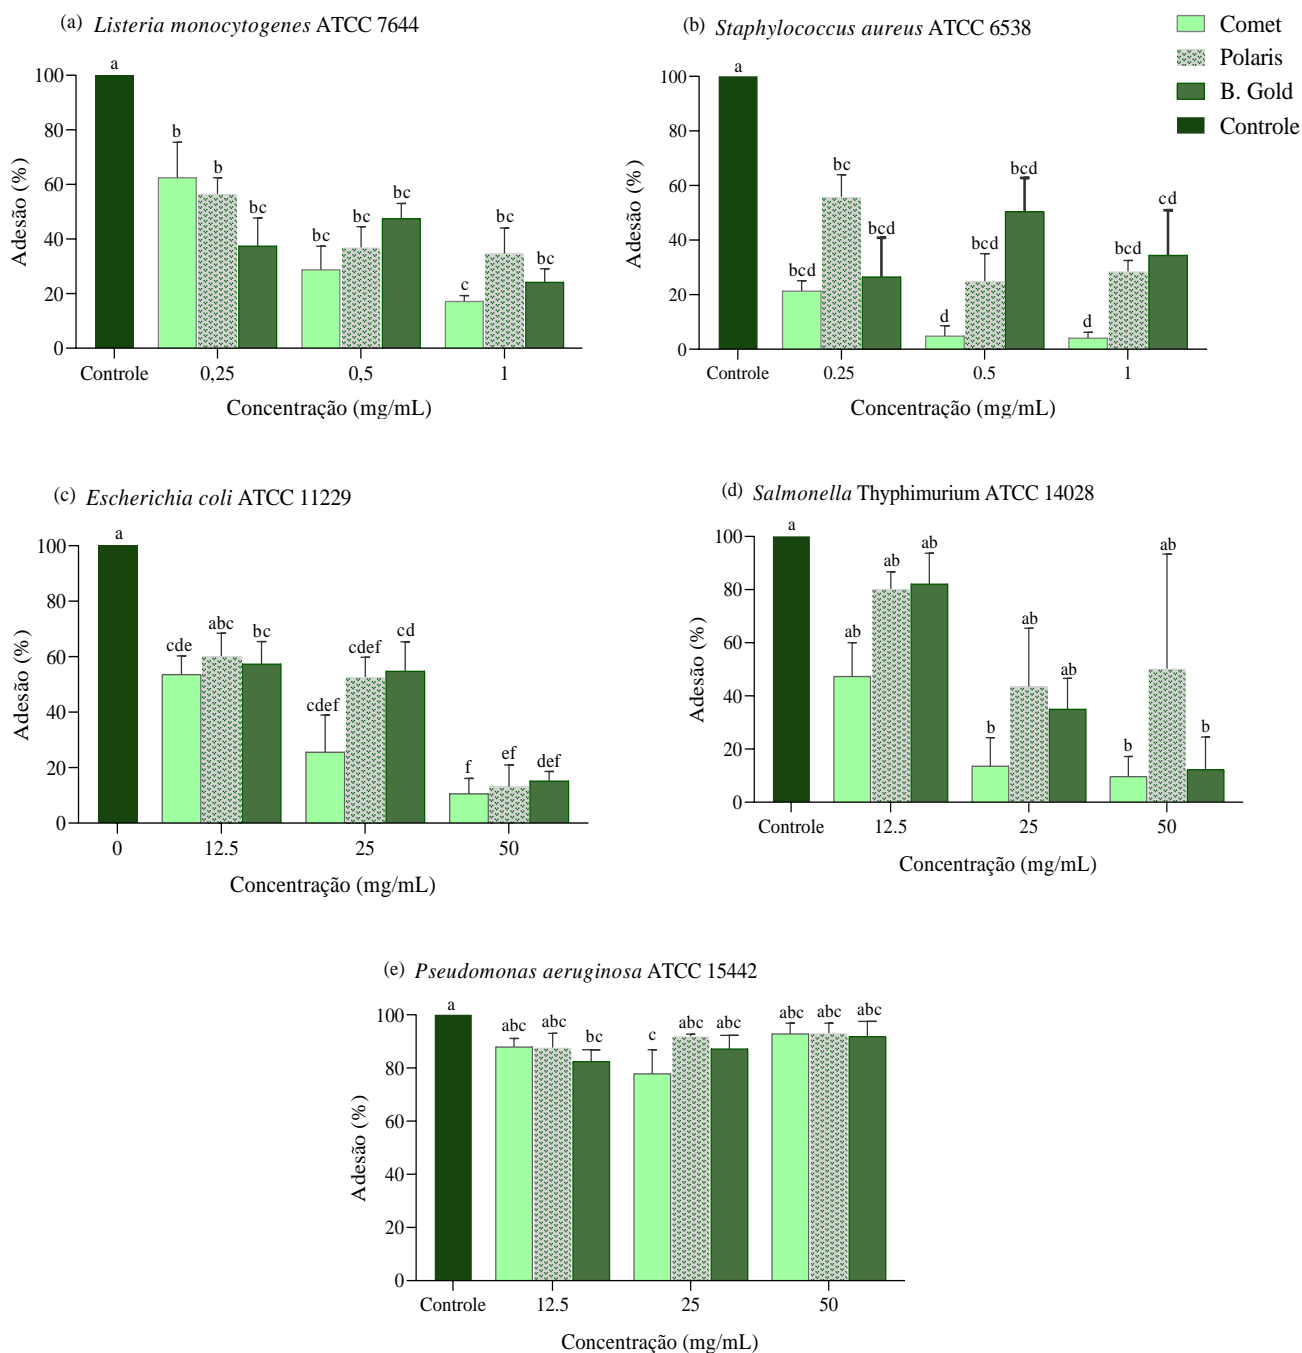 (a) Listeria monocytogenes ATCC 7644
a
b
b
bc
bc
bc
bc
c
bc
bc
100
80
60
40
20
0
Adesão (%)
Controle 0,25 0,5 1
Concentração (mg/mL)
(b) Staphylococcus aureus ATCC 6538
a
bcd
bc
bcd
d
bcd
bcd
d
bcd
cd
100
80
60
40
20
0
Adesão (%)
Controle 0.25 0.5 1
Concentração (mg/mL)
Comet
Polaris
B. Gold
Controle
(c) Escherichia coli ATCC 11229
a
cde
abc
bc
cdef
cdef
cd
f
ef
def
100
80
60
40
20
0
Adesão (%)
0 12.5 25 50
Concentração (mg/mL)
(d) Salmonella Thyphimurium ATCC 14028
a
ab
ab
ab
b
ab
ab
b
ab
b
100
80
60
40
20
0
Adesão (%)
Controle 12.5 25 50
Concentração (mg/mL)
(e) Pseudomonas aeruginosa ATCC 15442
a
abc
abc
bc
c
abc
abc
abc
abc
abc
100
80
60
40
20
0
Adesão (%)
Controle 12.5 25 50
Concentração (mg/mL)